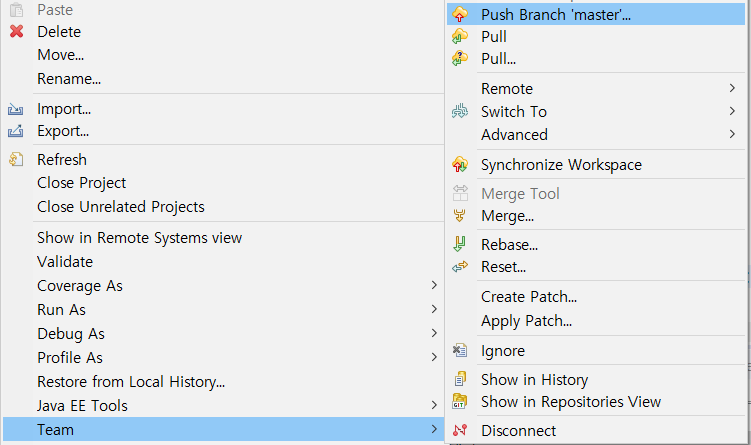 Paste
Delete
Move...
Rename...
Import...
Export...
Refresh
Close Project
Close Unrelated Projects
Show in Remote Systems view
Validate
Coverage As
Run As
Debug As
Profile As
Restore from Local History...
Java EE Tools
Team
Push Branch 'master'...
Pull
Pull...
Remote
Switch To
Advanced
Synchronize Workspace
Merge Tool
Merge...
Rebase...
Reset...
Create Patch...
Apply Patch...
Ignore
Show in History
GIT Show in Repositories View
Disconnect